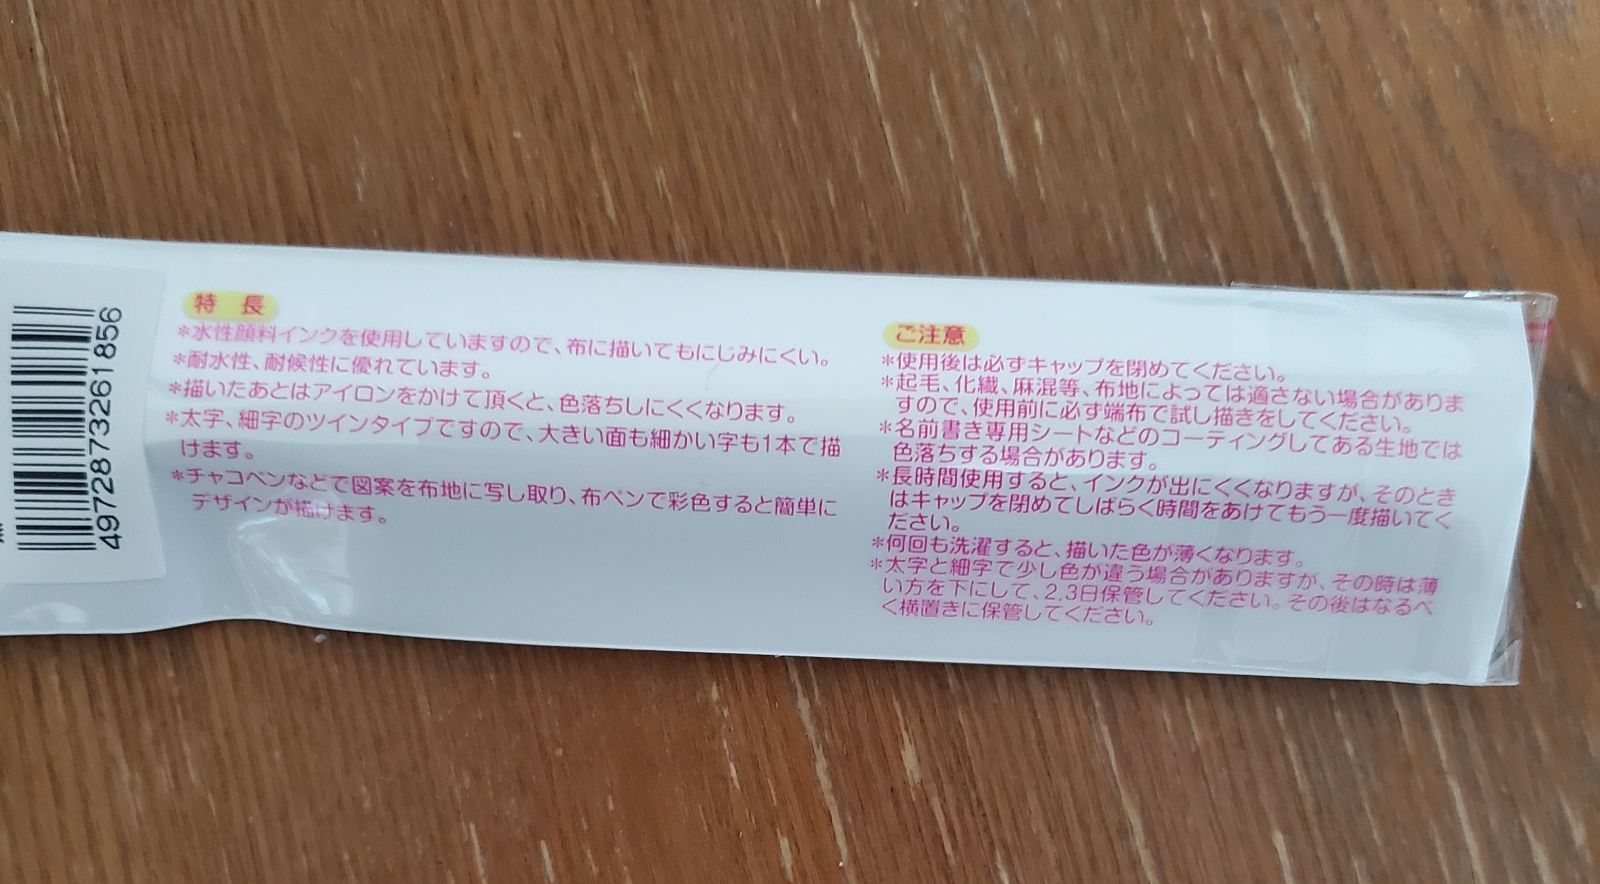 4972873261856
特 長
*水性顔料インクを使用していますので、布に描いてもにじみにくい。
*耐水性、耐候性に優れています。
*描いたあとはアイロンをかけて頂くと、色落ちしにくくなります。
*太字、細字のツインタイプですので、大きい面も細かい字も1本で描
けます。
*チャコペンなどで図案を布地に写し取り、布ペンで彩色すると簡単に
デザインが描けます。
ご注意
*使用後は必ずキャップを閉めてください。
*起毛、化繊、麻混等、布地によっては適さない場合がありま
すので、使用前に必ず端布で試し描きをしてください。
*名前書き専用シートなどのコーティングしてある生地では
色落ちする場合があります。
*長時間使用すると、インクが出にくくなりますが、そのとき
はキャップを閉めてしばらく時間をあけてもう一度描いてく
ださい。
*何回も洗濯すると、描いた色が薄くなります。
*太字と細字で少し色が違う場合がありますが、その時は薄
い方を下にして、2,3日保管してください。その後はなるべ
く横置きに保管してください。